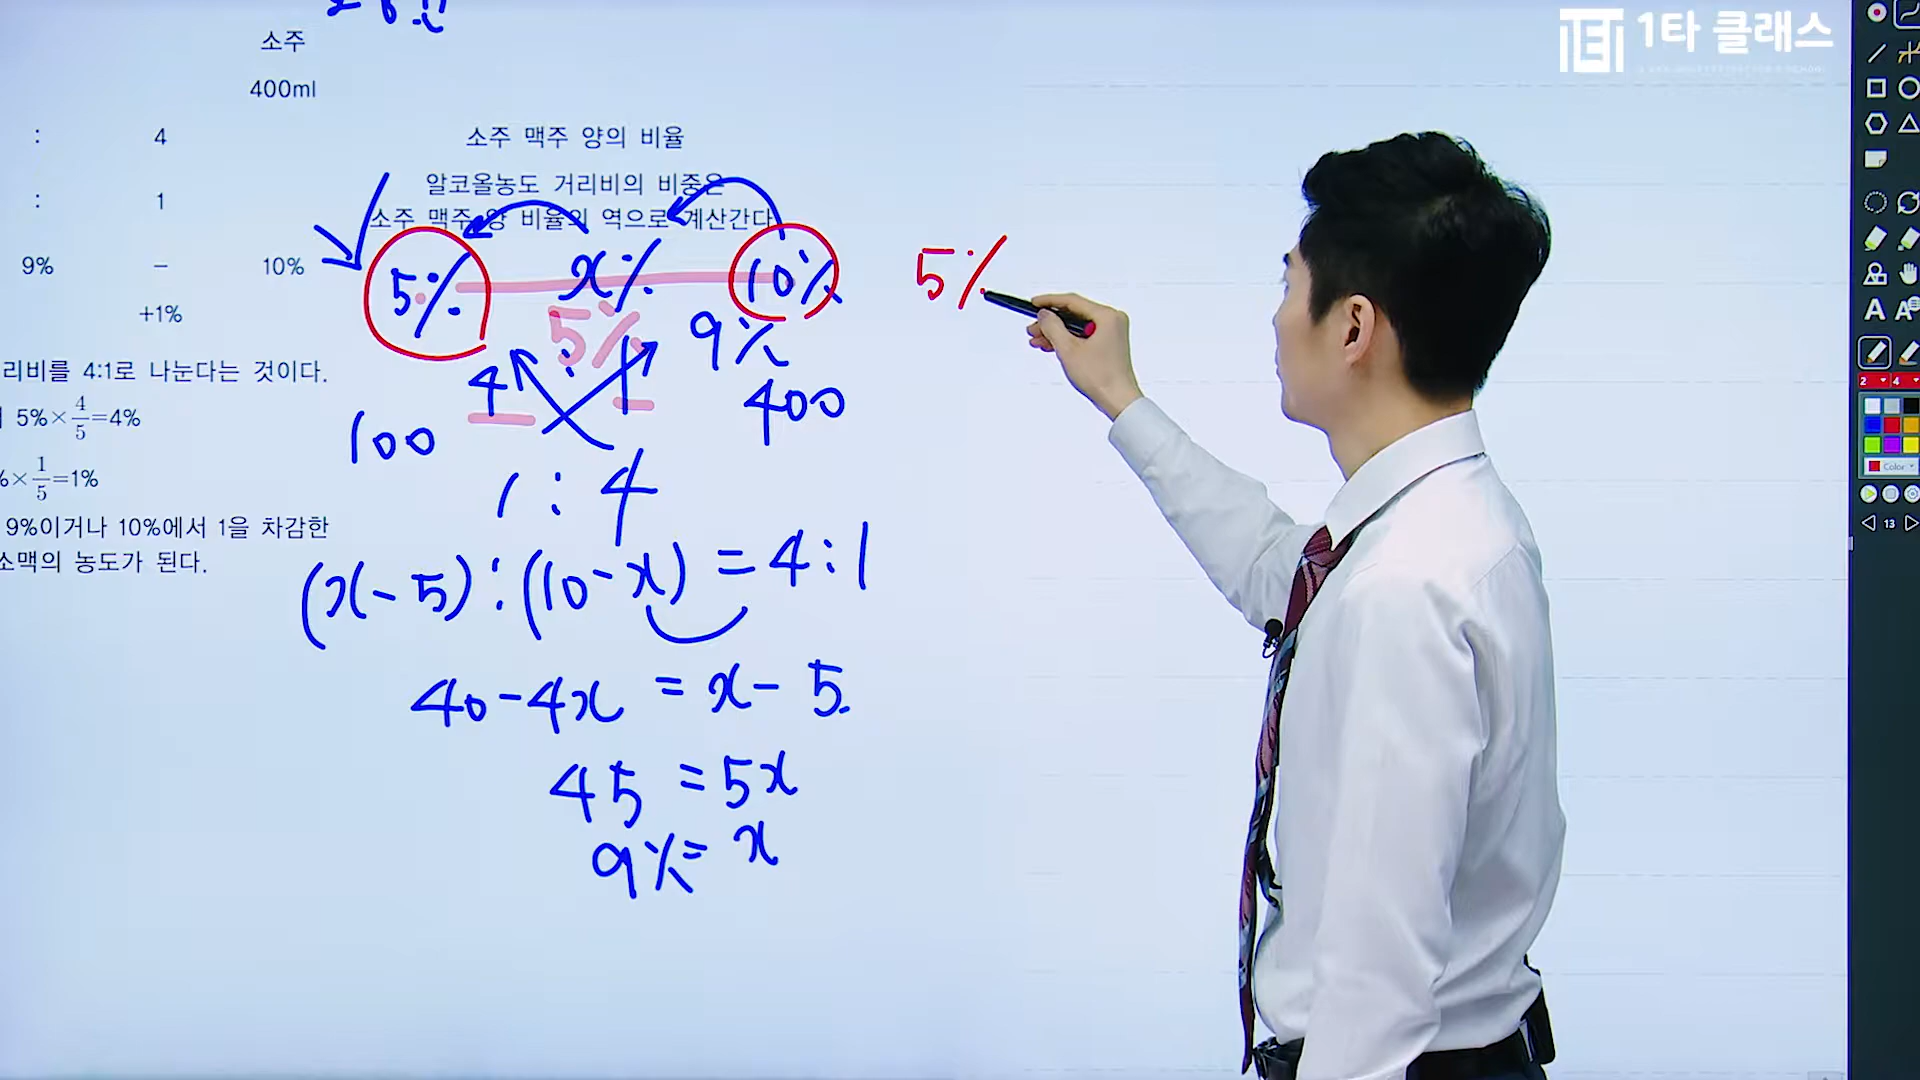 1타 클래스
소주
400ml
: 4
소주 맥주 양의 비율
알코올농도 거리비의 비중은
: 1
소주 맥주 양 비율의 역으로 계산간다
9% − 10%
+1%
5% x% 10% 5%
5% 9%
4 : 1
100 400
1 : 4
리비를 4:1로 나눈다는 것이다.
5%×4/5=4%
%×1/5=1%
9%이거나 10%에서 1을 차감한
소맥의 농도가 된다.
(x-5):(10-x) = 4:1
40-4x = x-5.
45 = 5x
9% = x
Color
13